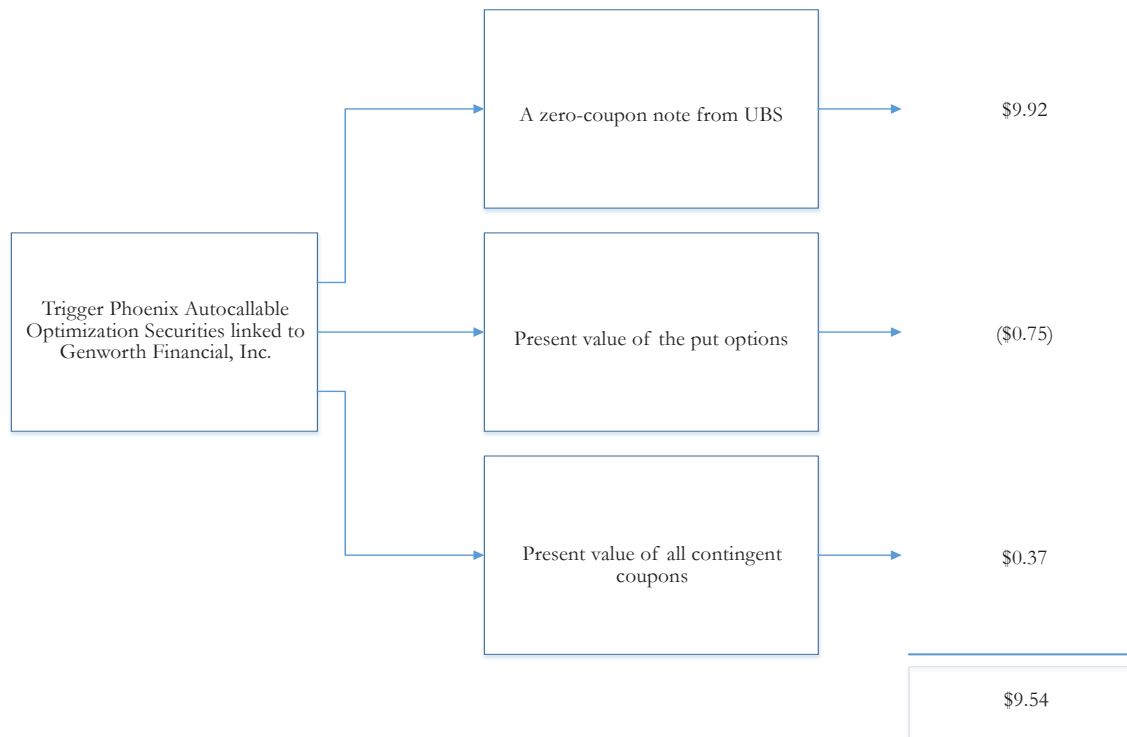 A zero-coupon note from UBS
$9.92
Trigger Phoenix Autocallable
Optimization Securities linked to
Genworth Financial, Inc.
Present value of the put options
($0.75)
Present value of all contingent
coupons
$0.37
$9.54